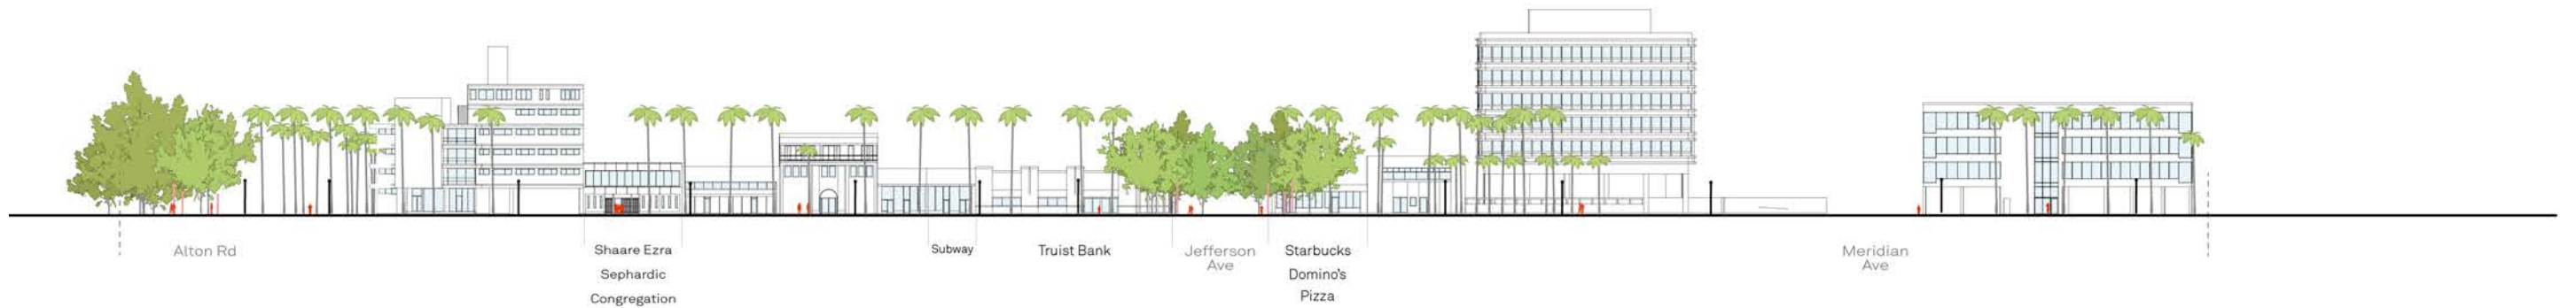 Alton Rd
Shaare Ezra
Sephardic
Congregation
Subway
Truist Bank
Jefferson
Ave
Starbucks
Domino's
Pizza
Meridian
Ave